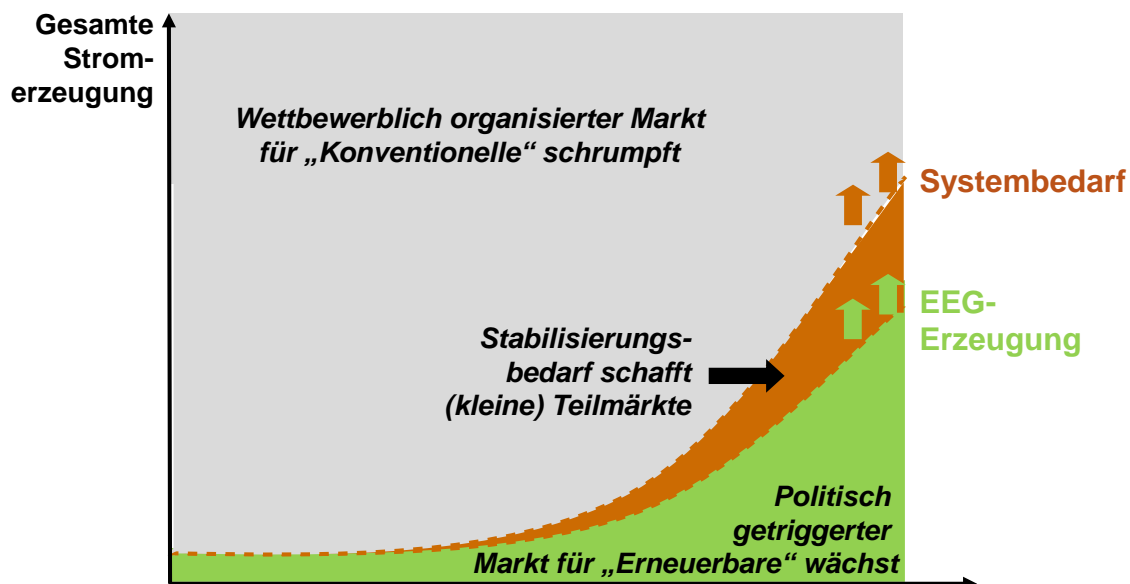 Gesamte
Strom-
erzeugung
Wettbewerblich organisierter Markt
für „Konventionelle“ schrumpft
Systembedarf
EEG-
Erzeugung
Stabilisierungs-
bedarf schafft
(kleine) Teilmärkte
Politisch
getriggerter
Markt für „Erneuerbare“ wächst